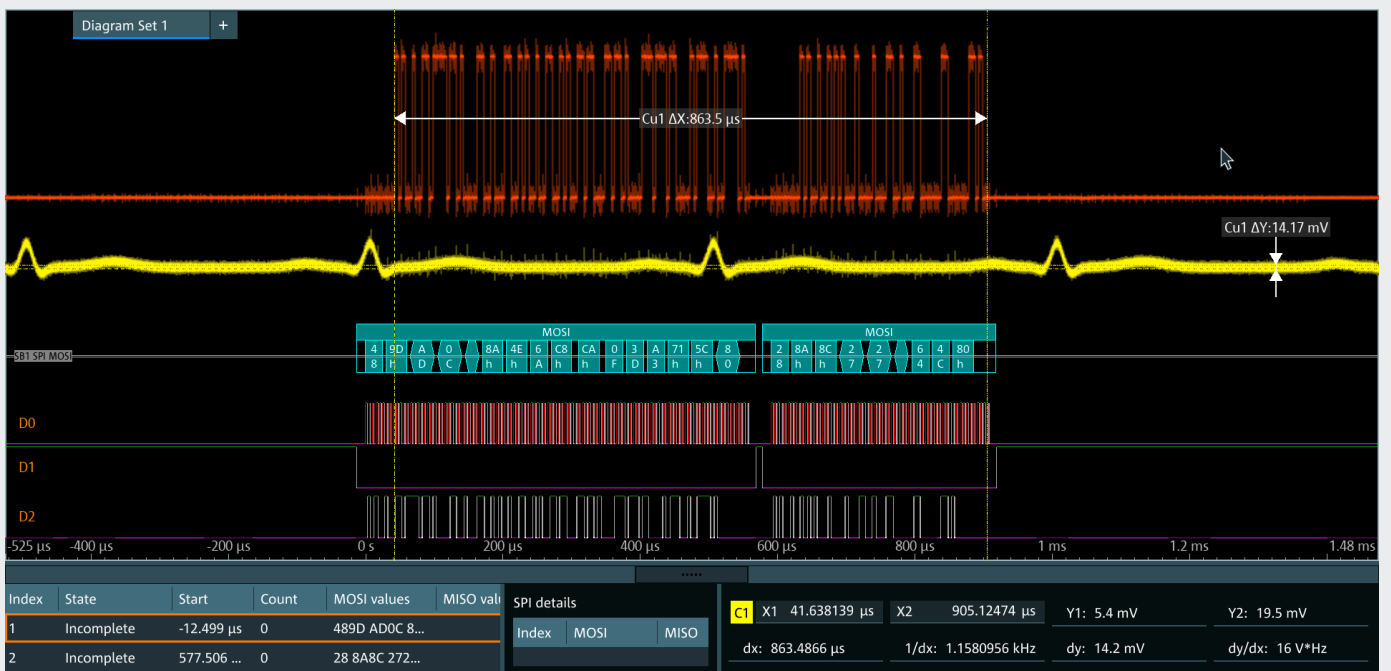 Diagram Set 1 +
Cu1 ΔX:863.5 µs
Cu1 ΔY:14.17 mV
MOSI MOSI
SB1 SPI MOSI
4 9D A 0 8A 4E 6 C8 CA 0 3 A 71 5C 8 2 8A 8C 2 2 6 4 80
8 h D C h h A h h F D 3 h h 0 8 h h 7 7 4 C h
D0
D1
D2
-525 µs -400 µs -200 µs 0 s 200 µs 400 µs 600 µs 800 µs 1 ms 1.2 ms 1.48 ms
Index State Start Count MOSI values MISO valu
1 Incomplete -12.499 µs 0 489D AD0C 8...
2 Incomplete 577.506 ... 0 28 8A8C 272...
SPI details
Index MOSI MISO
C1 X1 41.638139 µs X2 905.12474 µs Y1: 5.4 mV Y2: 19.5 mV
dx: 863.4866 µs 1/dx: 1.1580956 kHz dy: 14.2 mV dy/dx: 16 V*Hz